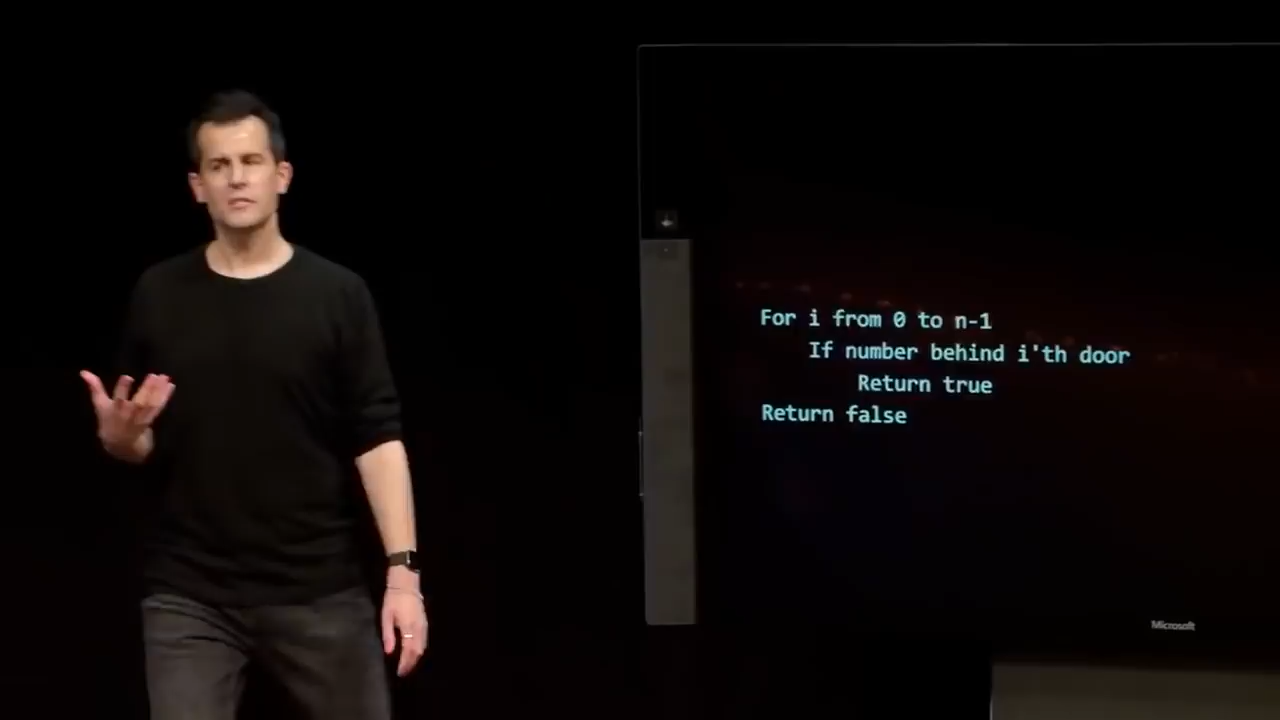 For i from 0 to n-1
If number behind i'th door
Return true
Return false
Microsoft